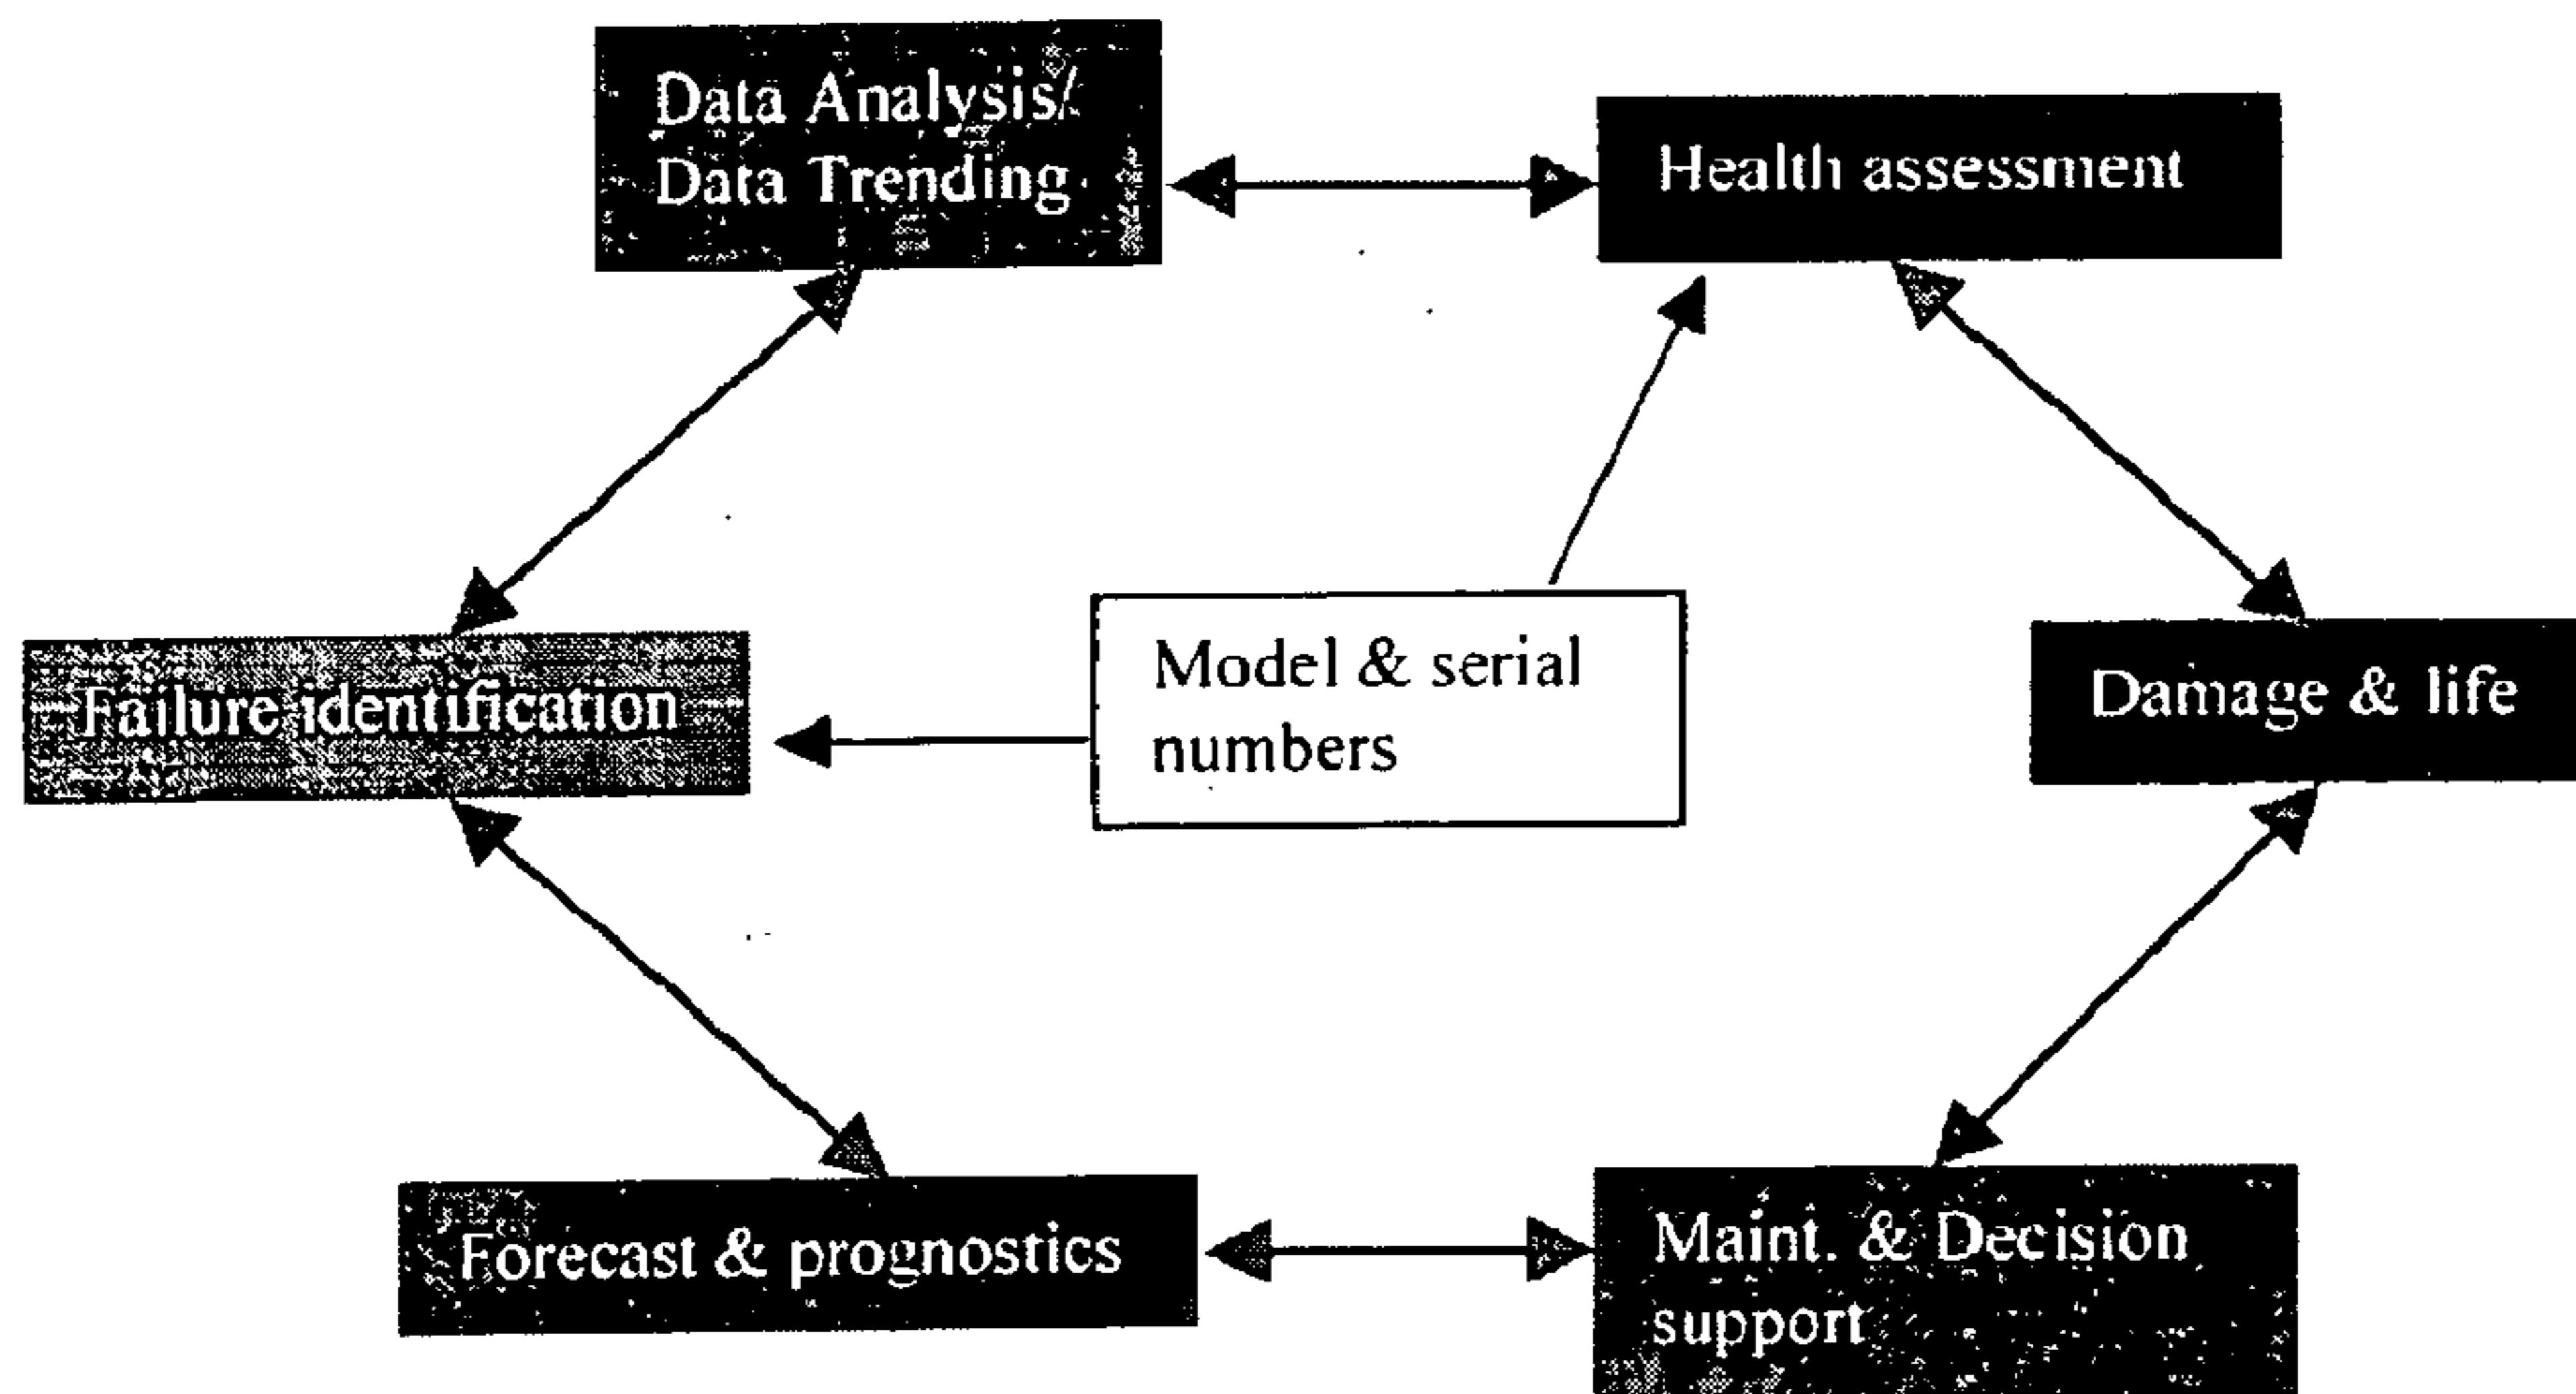 Data Analysis/
Data Trending
Health assessment
Failure identification
Model & serial
numbers
Damage & life
Forecast & prognostics
Maint. & Decision
support